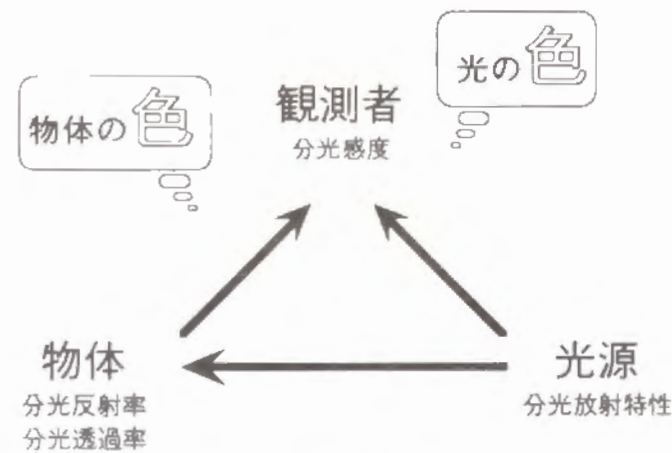 光の色
物体の色
観測者
分光感度
物体
分光反射率
分光透過率
光源
分光放射特性